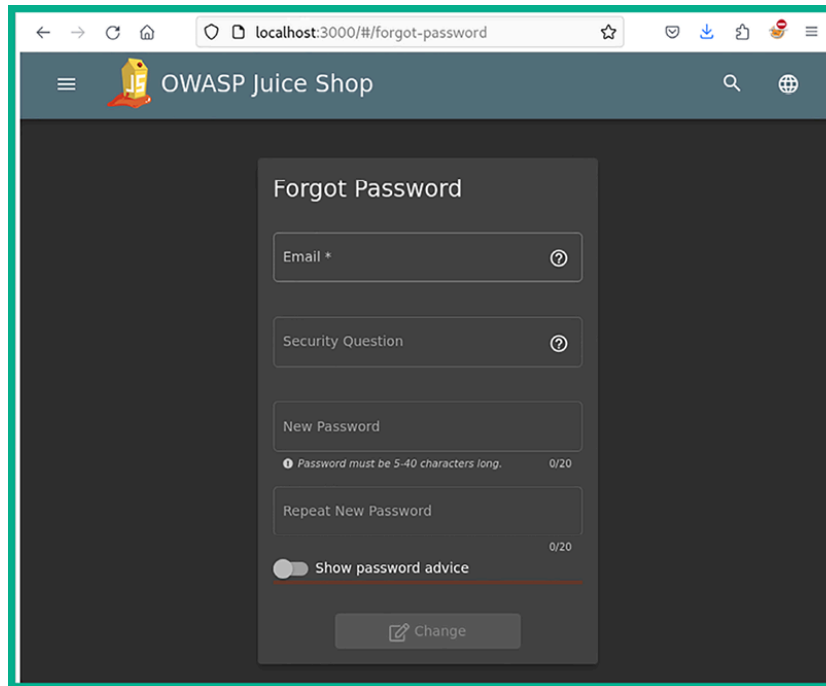 localhost:3000/#/forgot-password
JS OWASP Juice Shop
Forgot Password
Email *
Security Question
New Password
Password must be 5-40 characters long. 0/20
Repeat New Password
0/20
Show password advice
Change